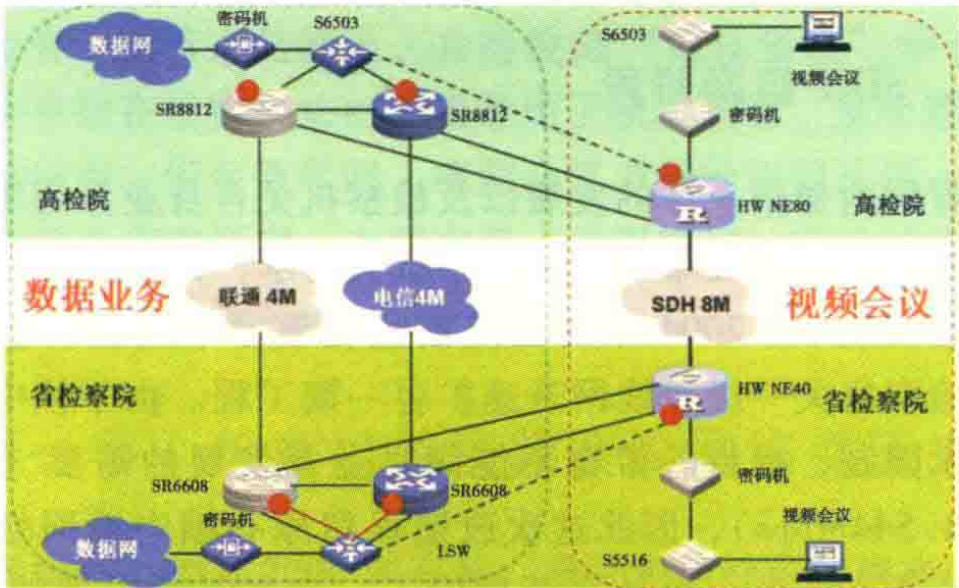 密码机
S6503
数据网
SR8812
SR8812
高检院
S6503
视频会议
密码机
HW NE80
高检院
数据业务
联通 4M
电信4M
SDH 8M
视频会议
省检察院
HW NE40
省检察院
SR6608
SR6608
密码机
数据网
LSW
密码机
视频会议
S5516
R
R